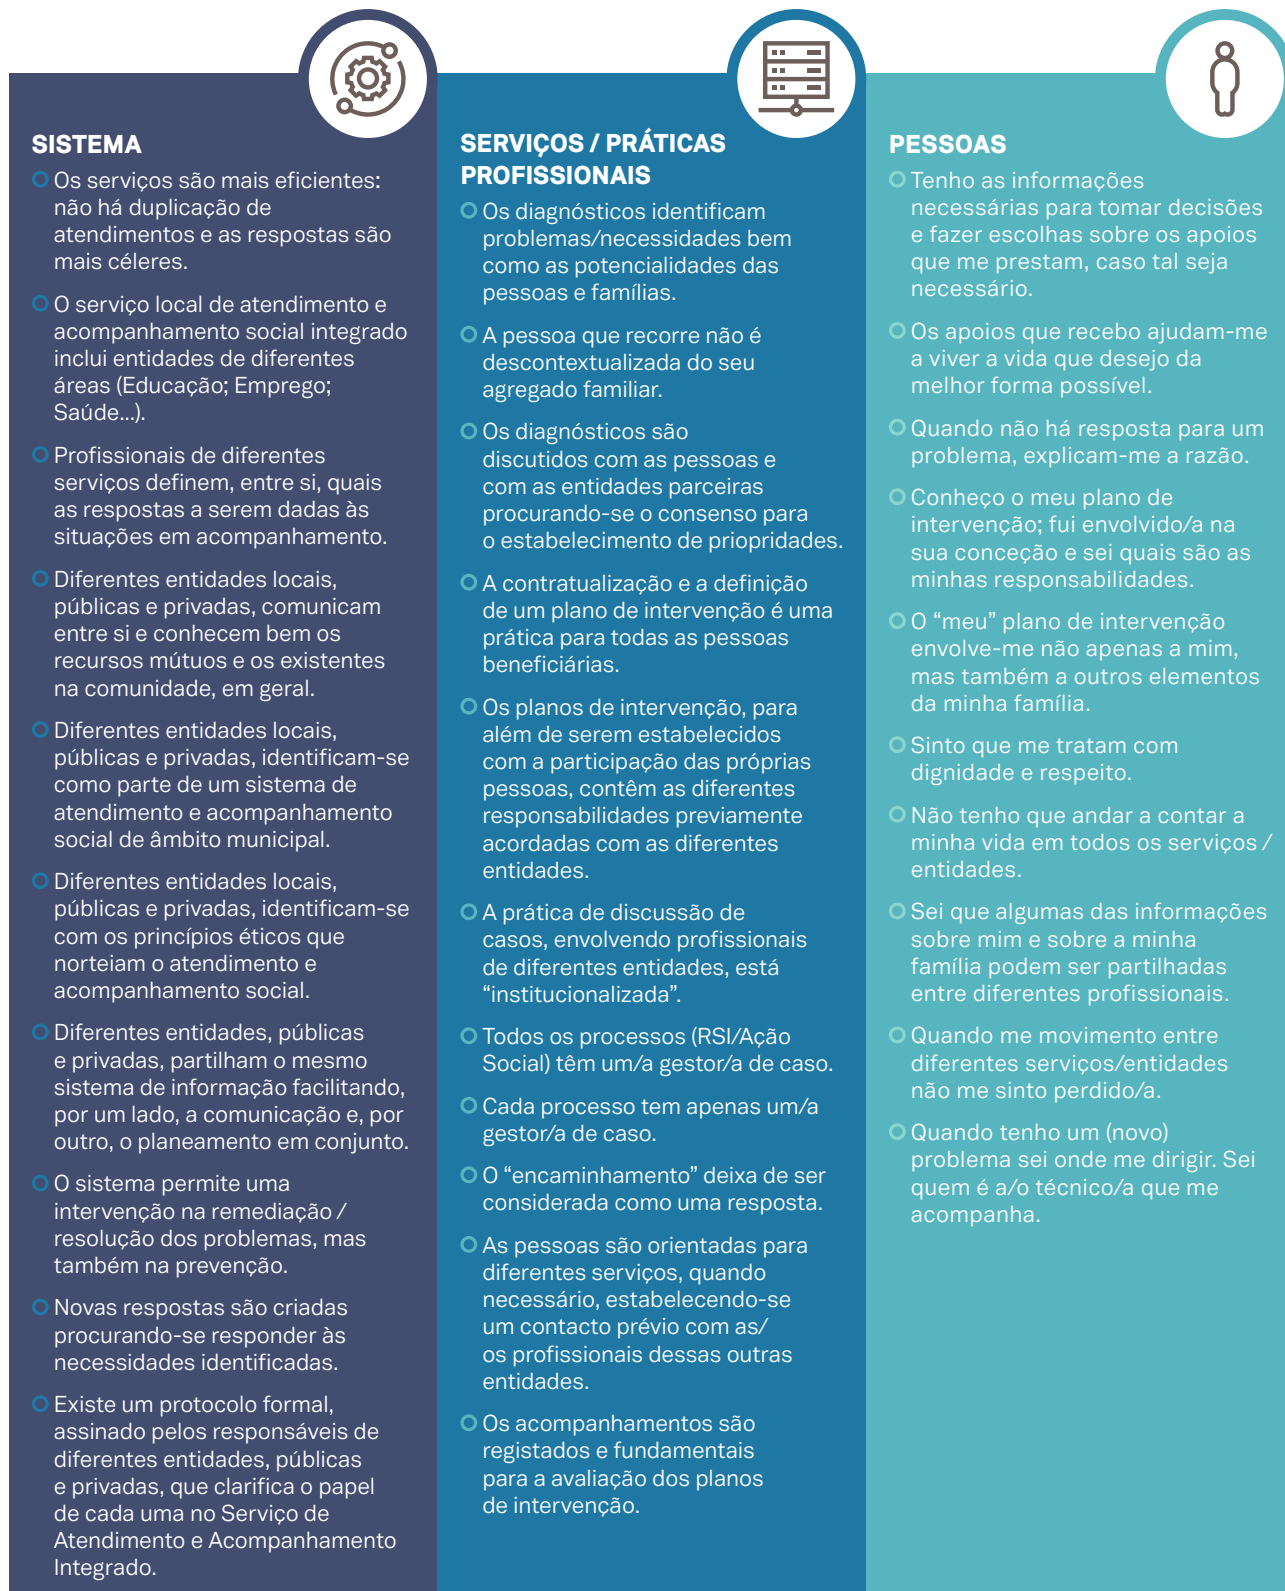 SISTEMA
Os serviços são mais eficientes:
não há duplicação de
atendimentos e as respostas são
mais céleres.
O serviço local de atendimento e
acompanhamento social integrado
inclui entidades de diferentes
áreas (Educação; Emprego;
Saúde...).
Profissionais de diferentes
serviços definem, entre si, quais
as respostas a serem dadas às
situações em acompanhamento.
Diferentes entidades locais,
públicas e privadas, comunicam
entre si e conhecem bem os
recursos mútuos e os existentes
na comunidade, em geral.
Diferentes entidades locais,
públicas e privadas, identificam-se
como parte de um sistema de
atendimento e acompanhamento
social de âmbito municipal.
Diferentes entidades locais,
públicas e privadas, identificam-se
com os princípios éticos que
norteiam o atendimento e
acompanhamento social.
Diferentes entidades, públicas
e privadas, partilham o mesmo
sistema de informação facilitando,
por um lado, a comunicação e, por
outro, o planeamento em conjunto.
O sistema permite uma
intervenção na remediação /
resolução dos problemas, mas
também na prevenção.
Novas respostas são criadas
procurando-se responder às
necessidades identificadas.
Existe um protocolo formal,
assinado pelos responsáveis de
diferentes entidades, públicas
e privadas, que clarifica o papel
de cada uma no Serviço de
Atendimento e Acompanhamento
Integrado.
SERVIÇOS / PRÁTICAS
PROFISSIONAIS
Os diagnósticos identificam
problemas/necessidades bem
como as potencialidades das
pessoas e famílias.
A pessoa que recorre não é
descontextualizada do seu
agregado familiar.
Os diagnósticos são
discutidos com as pessoas e
com as entidades parceiras
procurando-se o consenso para
o estabelecimento de priopridades.
A contratualização e a definição
de um plano de intervenção é uma
prática para todas as pessoas
beneficiárias.
Os planos de intervenção, para
além de serem estabelecidos
com a participação das próprias
pessoas, contêm as diferentes
responsabilidades previamente
acordadas com as diferentes
entidades.
A prática de discussão de
casos, envolvendo profissionais
de diferentes entidades, está
“institucionalizada”.
Todos os processos (RSI/Ação
Social) têm um/a gestor/a de caso.
Cada processo tem apenas um/a
gestor/a de caso.
O “encaminhamento” deixa de ser
considerada como uma resposta.
As pessoas são orientadas para
diferentes serviços, quando
necessário, estabelecendo-se
um contacto prévio com as/
os profissionais dessas outras
entidades.
Os acompanhamentos são
registados e fundamentais
para a avaliação dos planos
de intervenção.
PESSOAS
Tenho as informações
necessárias para tomar decisões
e fazer escolhas sobre os apoios
que me prestam, caso tal seja
necessário.
Os apoios que recebo ajudam-me
a viver a vida que desejo da
melhor forma possível.
Quando não há resposta para um
problema, explicam-me a razão.
Conheço o meu plano de
intervenção; fui envolvido/a na
sua conceção e sei quais são as
minhas responsabilidades.
O “meu” plano de intervenção
envolve-me não apenas a mim,
mas também a outros elementos
da minha família.
Sinto que me tratam com
dignidade e respeito.
Não tenho que andar a contar a
minha vida em todos os serviços /
entidades.
Sei que algumas das informações
sobre mim e sobre a minha
família podem ser partilhadas
entre diferentes profissionais.
Quando me movimento entre
diferentes serviços/entidades
não me sinto perdido/a.
Quando tenho um (novo)
problema sei onde me dirigir. Sei
quem é a/o técnico/a que me
acompanha.